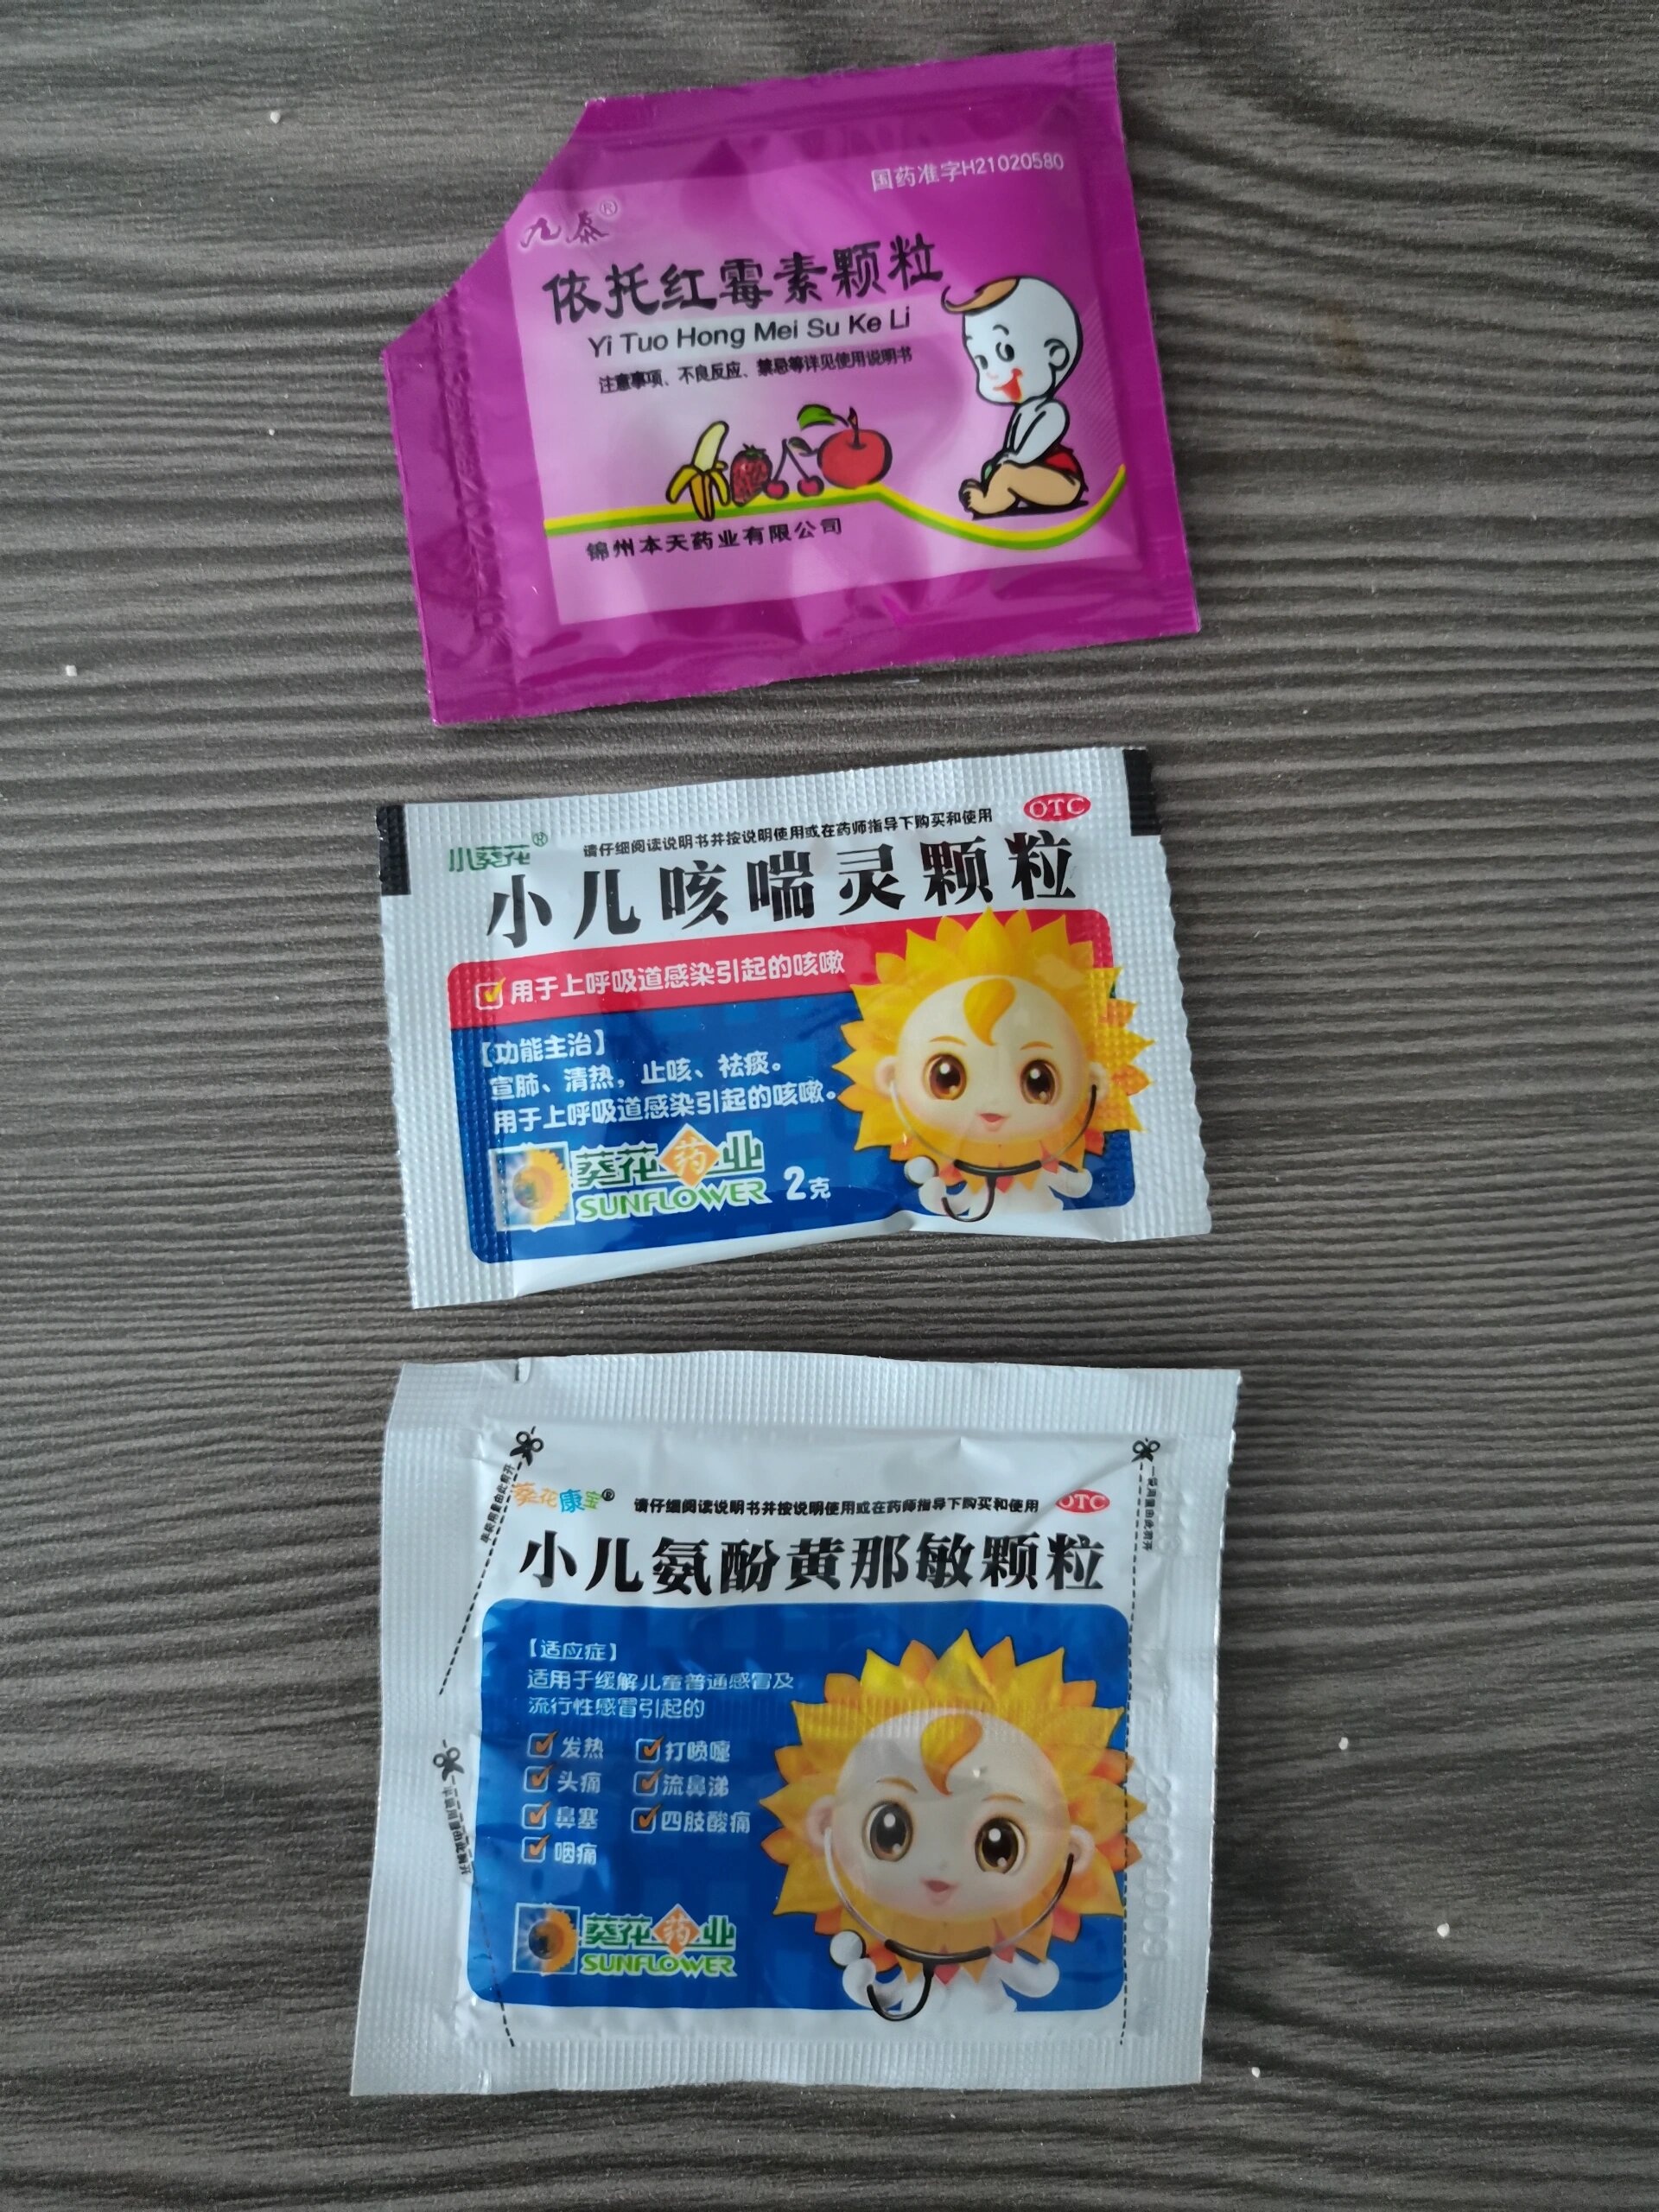 国药准字H21020580
九泰®
依托红霉素颗粒
Yi Tuo Hong Mei Su Ke Li
注意事项、不良反应、禁忌等详见使用说明书
锦州本天药业有限公司
小葵花®
请仔细阅读说明书并按说明使用或在药师指导下购买和使用
OTC
小儿咳喘灵颗粒
用于上呼吸道感染引起的咳嗽
【功能主治】
宣肺、清热，止咳、祛痰。
用于上呼吸道感染引起的咳嗽。
葵花药业
SUNFLOWER
2克
葵花康宝®
请仔细阅读说明书并按说明使用或在药师指导下购买和使用
OTC
小儿氨酚黄那敏颗粒
【适应症】
适用于缓解儿童普通感冒及
流行性感冒引起的
发热 打喷嚏
头痛 流鼻涕
鼻塞 四肢酸痛
咽痛
葵花药业
SUNFLOWER